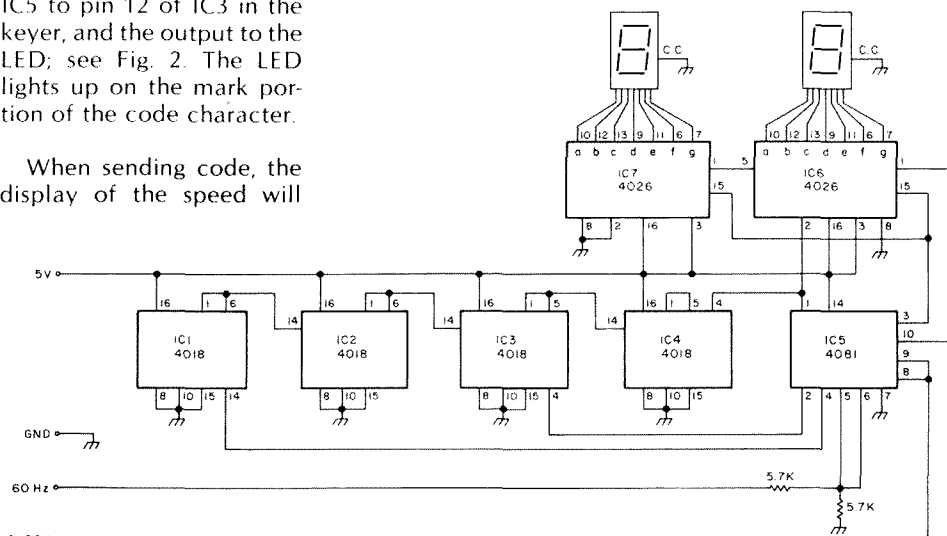 IC5 to pin 12 of IC3 in the
keyer, and the output to the
LED; see Fig. 2. The LED
lights up on the mark por-
tion of the code character.
When sending code, the
display of the speed will
C.C
C.C
10 12 13 9 11 6 7
a b c d e f g
IC7
4026
1
15
8 2 16 3
5
10 12 13 9 11 6 7
a b c d e f g
IC6
4026
1
15
2 16 3 8
5V
16 1 6
IC1
4018
8 10 15 14
14
16 1 6
IC2
4018
8 10 15
14
16 1 5
IC3
4018
8 10 15 4
14
16 1 5 4
IC4
4018
8 10 15
1 14
IC5
4081
3
10
9
8
2 4 5 6 7
GND
60 Hz
5.7K
5.7K